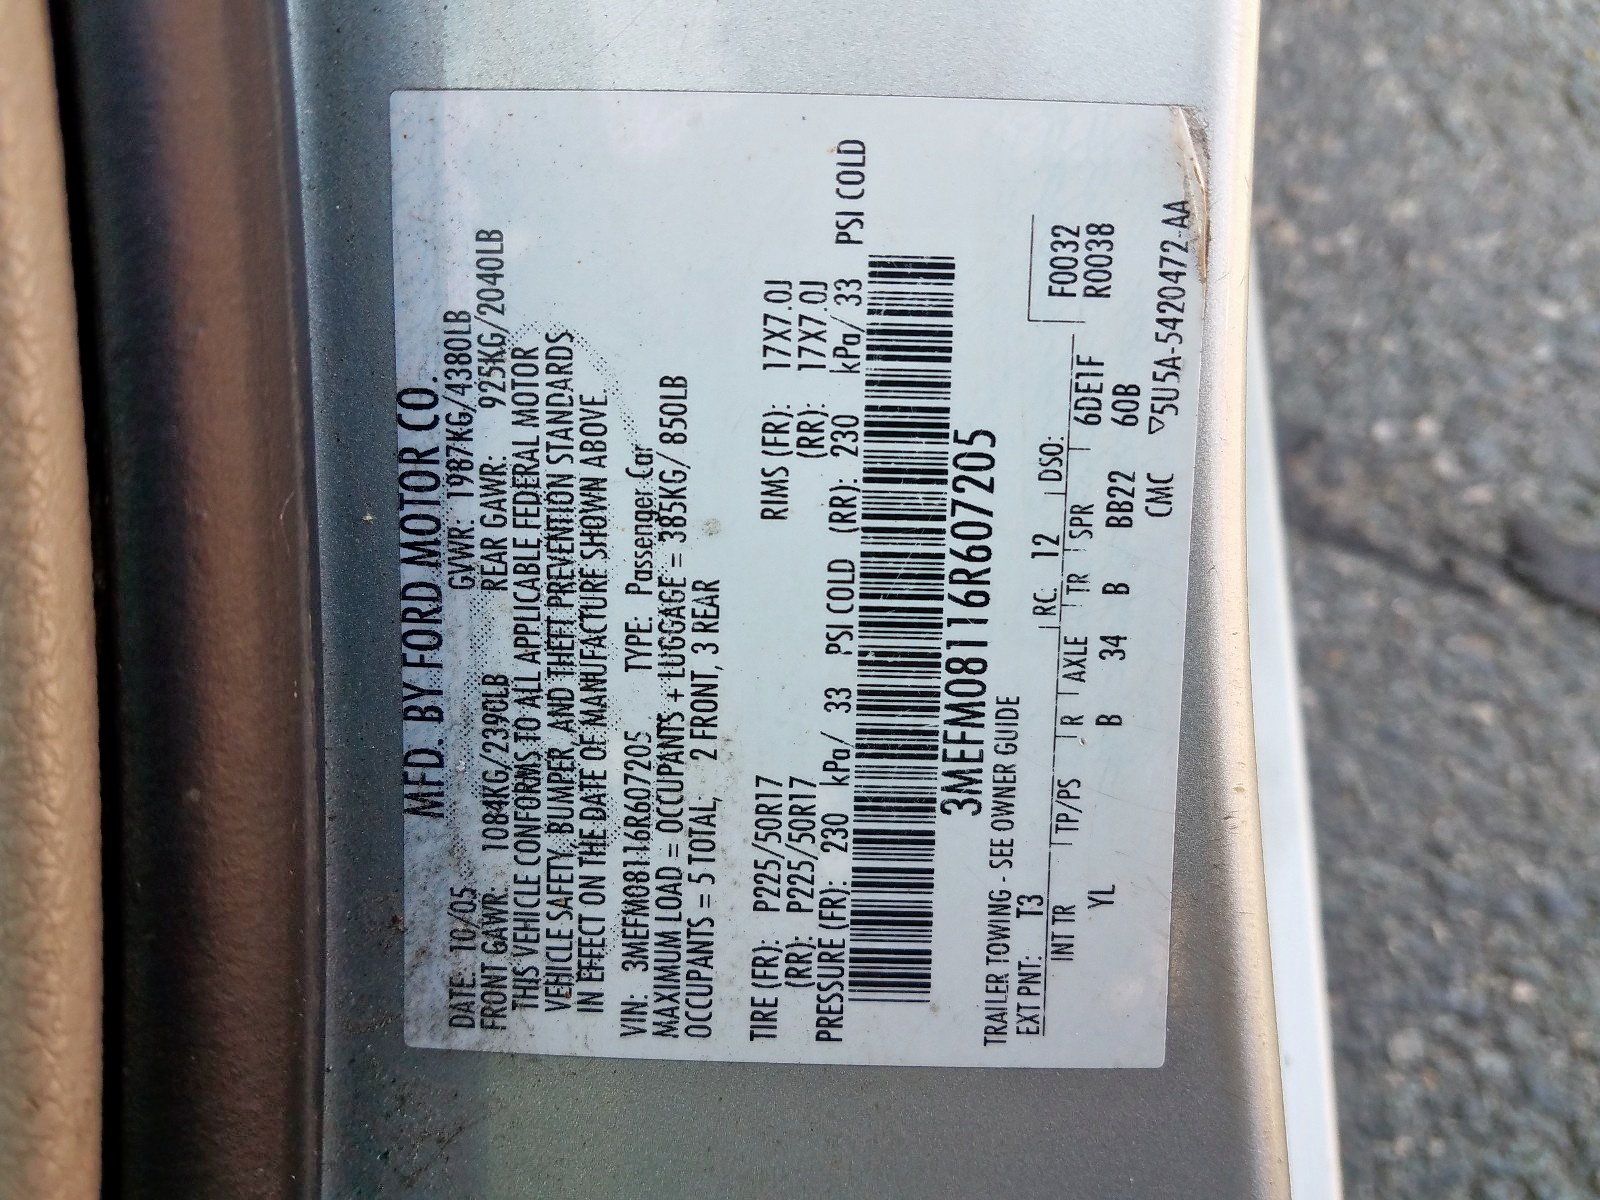 MFD. BY FORD MOTOR CO.
DATE: 10/05 GVWR: 1987KG/4380LB
FRONT GAWR: 1084KG/2390LB REAR GAWR: 925KG/2040LB
THIS VEHICLE CONFORMS TO ALL APPLICABLE FEDERAL MOTOR
VEHICLE SAFETY, BUMPER, AND THEFT PREVENTION STANDARDS
IN EFFECT ON THE DATE OF MANUFACTURE SHOWN ABOVE.
VIN: 3MEFM08116R607205 TYPE: Passenger Car
MAXIMUM LOAD = OCCUPANTS + LUGGAGE = 385KG/ 850LB
OCCUPANTS = 5 TOTAL, 2 FRONT, 3 REAR
TIRE (FR): P225/50R17 RIMS (FR): 17X7.0J
(RR): P225/50R17 (RR): 17X7.0J
PRESSURE (FR): 230 kPa/ 33 PSI COLD (RR): 230 kPa/ 33 PSI COLD
3MEFM08116R607205
TRAILER TOWING - SEE OWNER GUIDE
EXT PNT: T3 RC: 12 DSO: F0032
INT TR TP/PS R AXLE TR SPR 6DE1F R0038
YL B 34 B BB22 60B
CMC ▽5U5A-5420472-AA